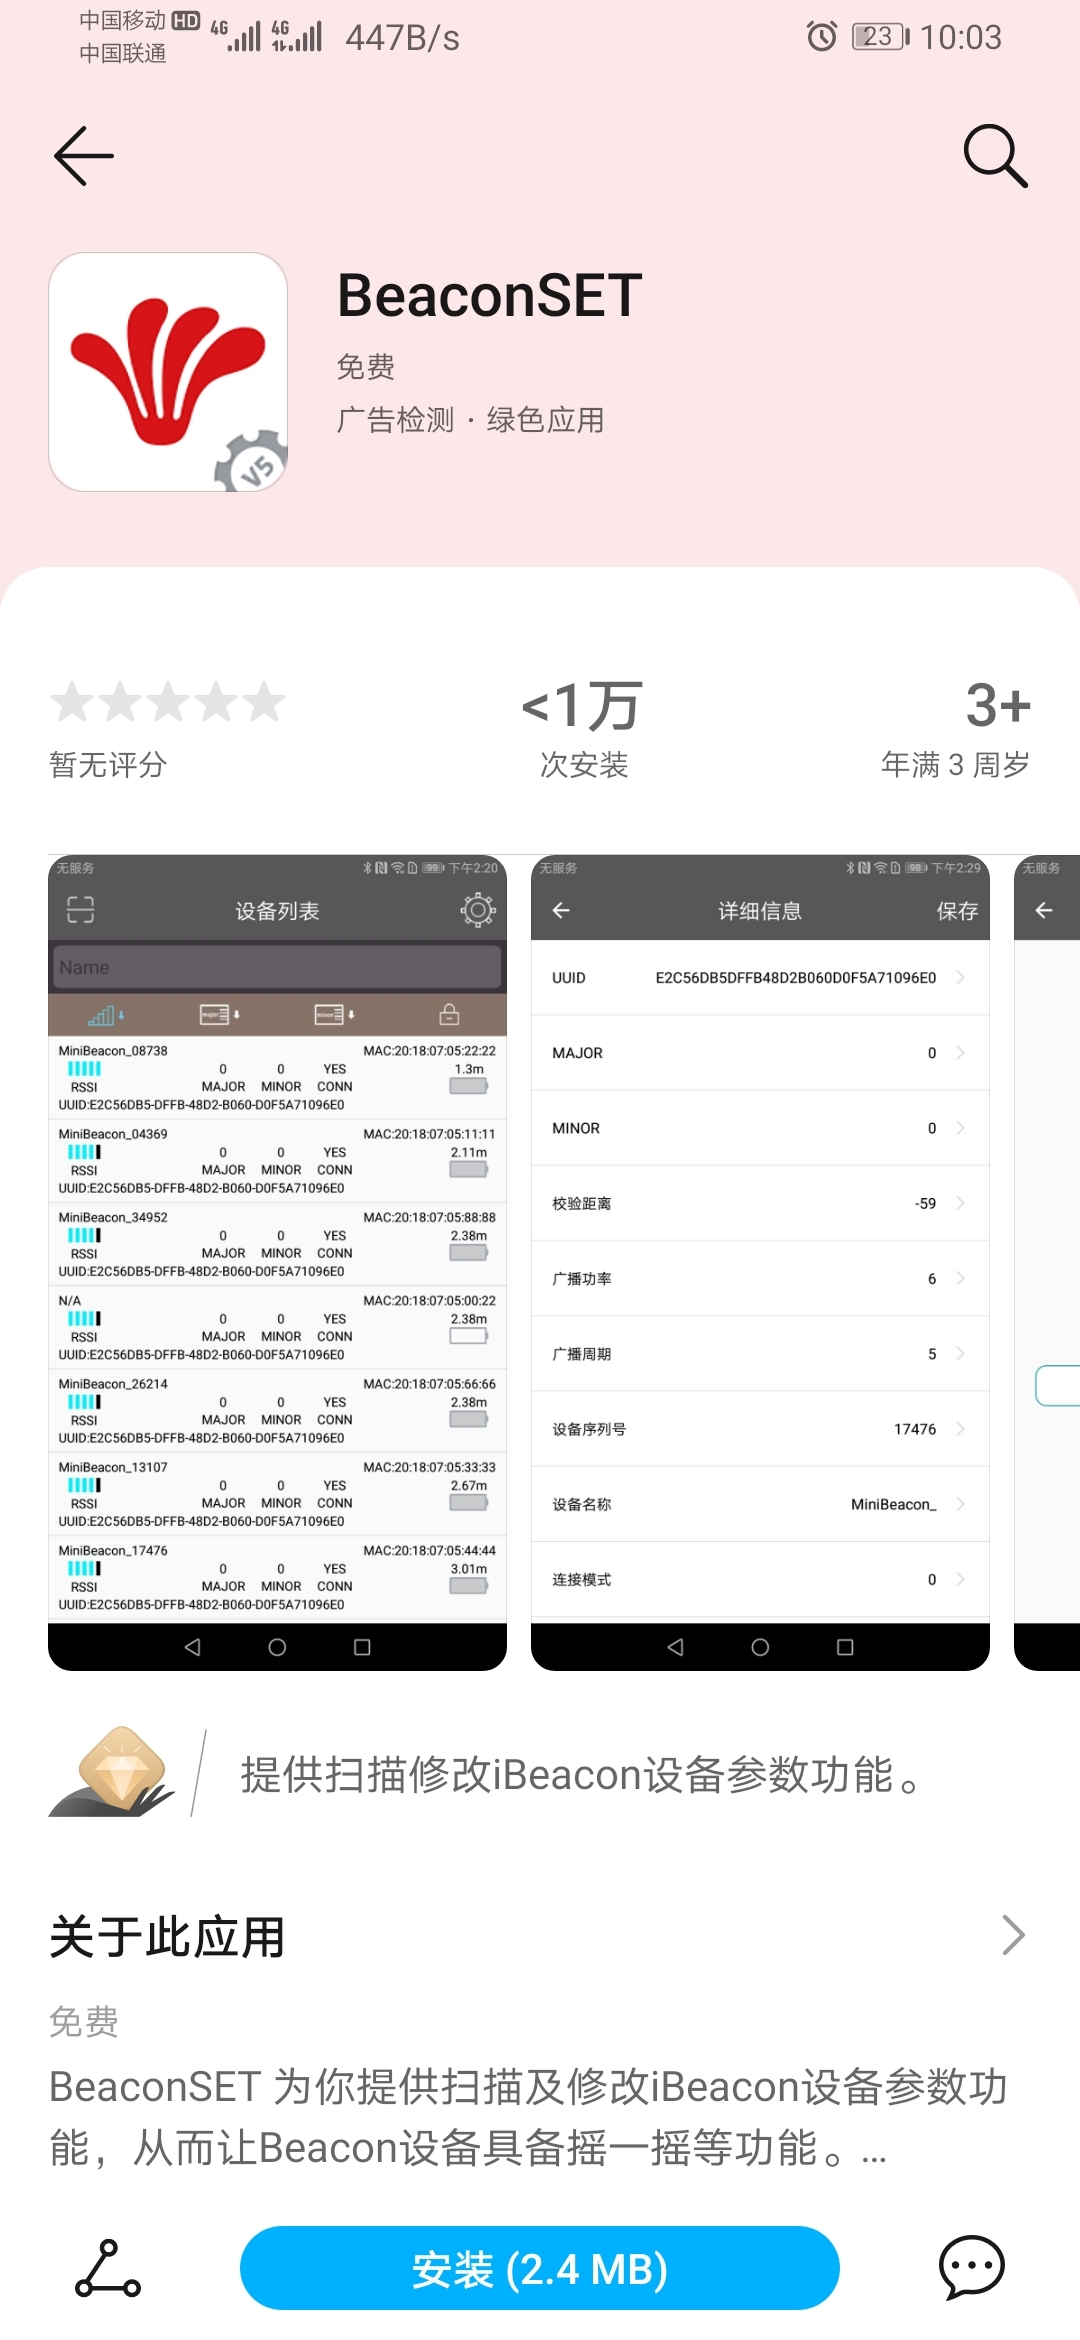 中国移动 HD 4G 4G 447B/s 23 10:03
中国联通
BeaconSET
免费
广告检测 · 绿色应用
V5
<1万 3+
暂无评分 次安装 年满 3 周岁
无服务 99 下午2:20
设备列表
Name
major minor
MiniBeacon_08738 MAC:20:18:07:05:22:22
0 0 YES 1.3m
RSSI MAJOR MINOR CONN
UUID:E2C56DB5-DFFB-48D2-B060-D0F5A71096E0
MiniBeacon_04369 MAC:20:18:07:05:11:11
0 0 YES 2.11m
RSSI MAJOR MINOR CONN
UUID:E2C56DB5-DFFB-48D2-B060-D0F5A71096E0
MiniBeacon_34952 MAC:20:18:07:05:88:88
0 0 YES 2.38m
RSSI MAJOR MINOR CONN
UUID:E2C56DB5-DFFB-48D2-B060-D0F5A71096E0
N/A MAC:20:18:07:05:00:22
0 0 YES 2.38m
RSSI MAJOR MINOR CONN
UUID:E2C56DB5-DFFB-48D2-B060-D0F5A71096E0
MiniBeacon_26214 MAC:20:18:07:05:66:66
0 0 YES 2.38m
RSSI MAJOR MINOR CONN
UUID:E2C56DB5-DFFB-48D2-B060-D0F5A71096E0
MiniBeacon_13107 MAC:20:18:07:05:33:33
0 0 YES 2.67m
RSSI MAJOR MINOR CONN
UUID:E2C56DB5-DFFB-48D2-B060-D0F5A71096E0
MiniBeacon_17476 MAC:20:18:07:05:44:44
0 0 YES 3.01m
RSSI MAJOR MINOR CONN
UUID:E2C56DB5-DFFB-48D2-B060-D0F5A71096E0
无服务 98 下午2:29
详细信息 保存
UUID E2C56DB5DFFB48D2B060D0F5A71096E0
MAJOR 0
MINOR 0
校验距离 -59
广播功率 6
广播周期 5
设备序列号 17476
设备名称 MiniBeacon_
连接模式 0
无服务
提供扫描修改iBeacon设备参数功能。
关于此应用
免费
BeaconSET 为你提供扫描及修改iBeacon设备参数功
能，从而让Beacon设备具备摇一摇等功能。...
安装 (2.4 MB)